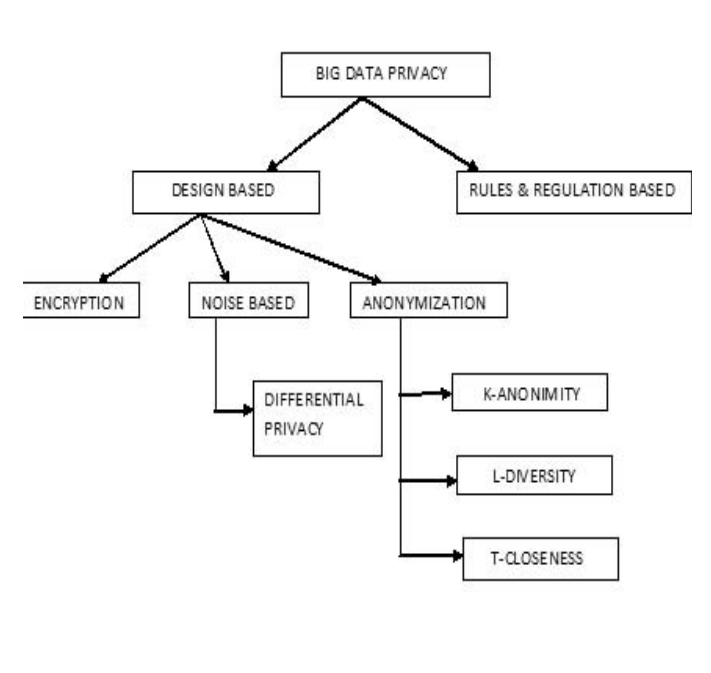 BIG DATA PRIVACY
DESIGN BASED
RULES & REGULATION BASED
ENCRYPTION
NOISE BASED
ANONYMIZATION
DIFFERENTIAL
PRIVACY
K-ANONIMITY
L-DIVERSITY
T-CLOSENESS